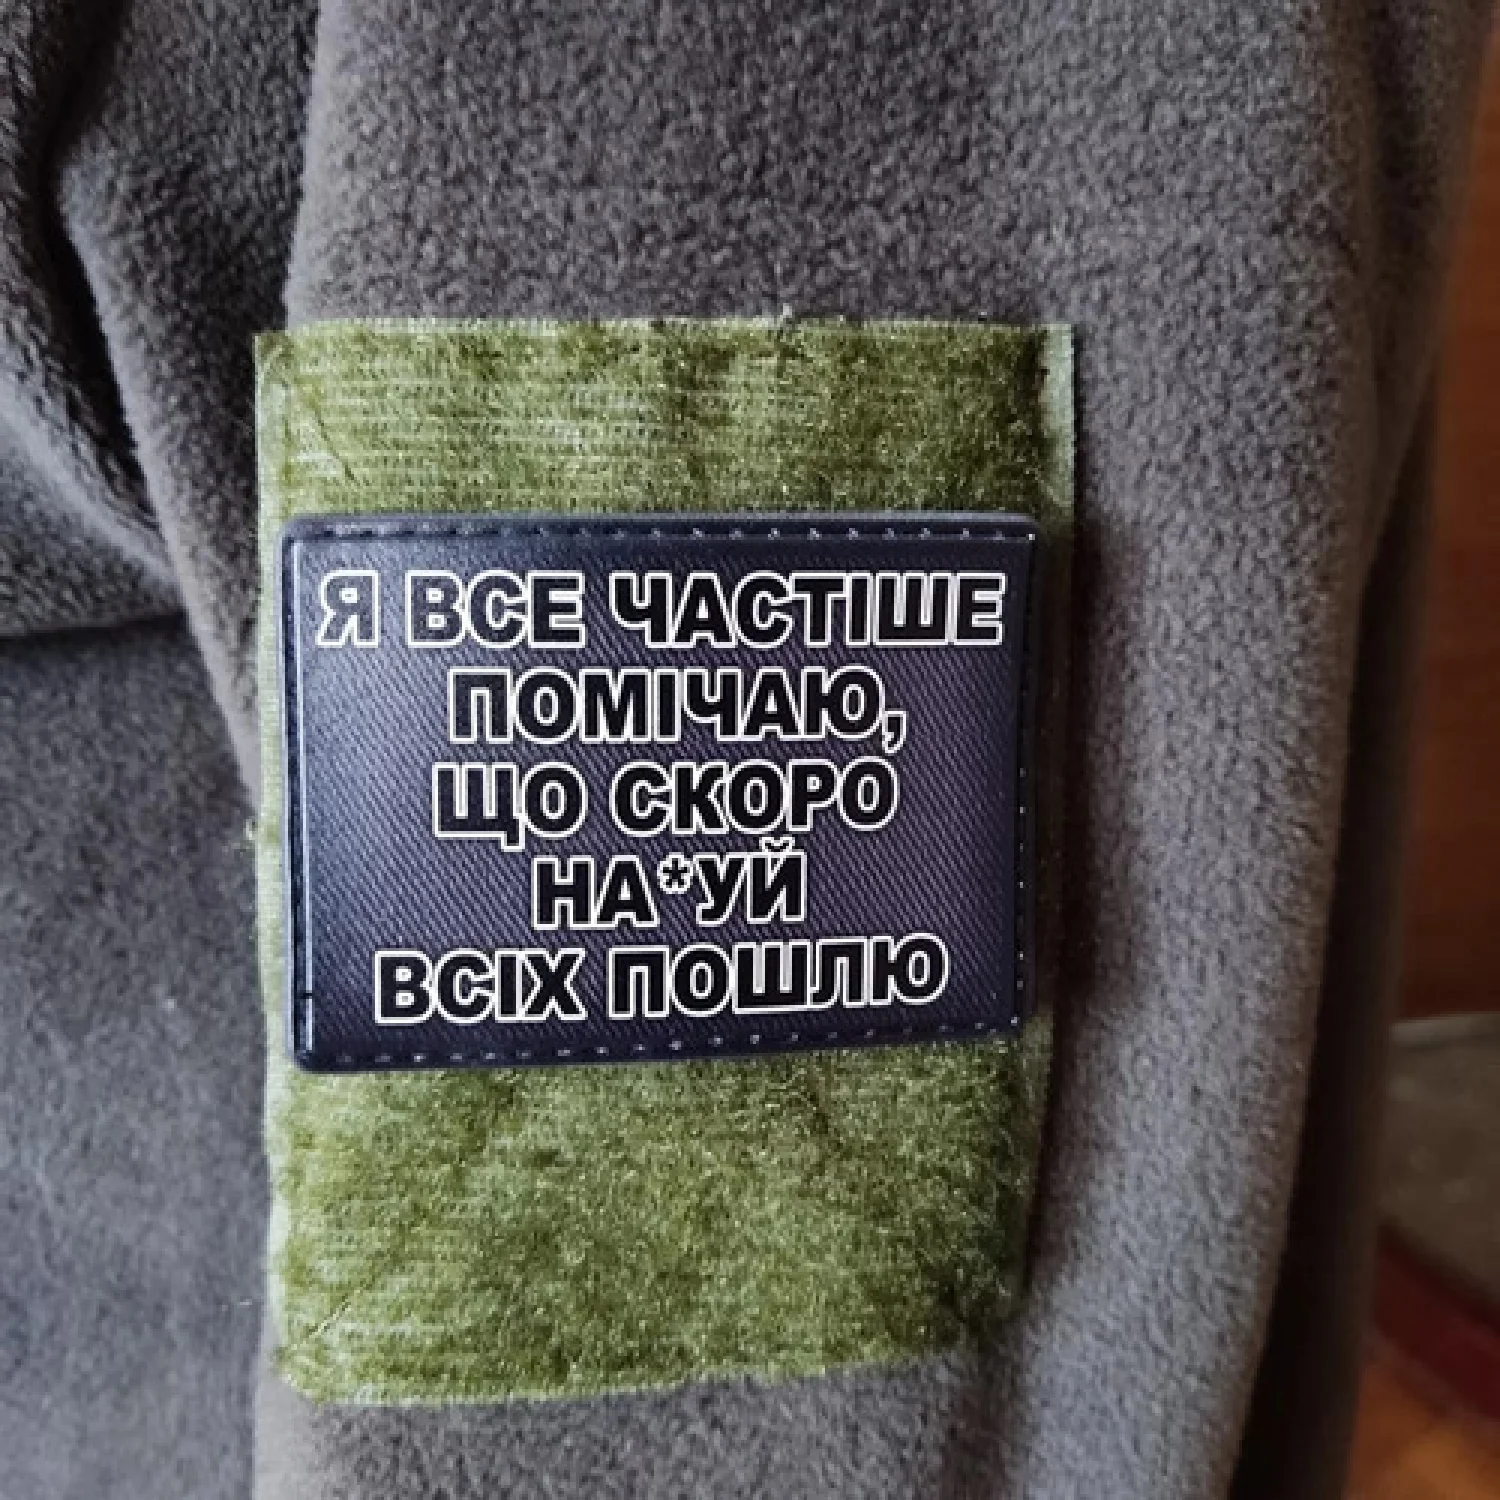 Я ВСЕ ЧАСТІШЕ
ПОМІЧАЮ,
ЩО СКОРО
НА*УЙ
ВСІХ ПОШЛЮ